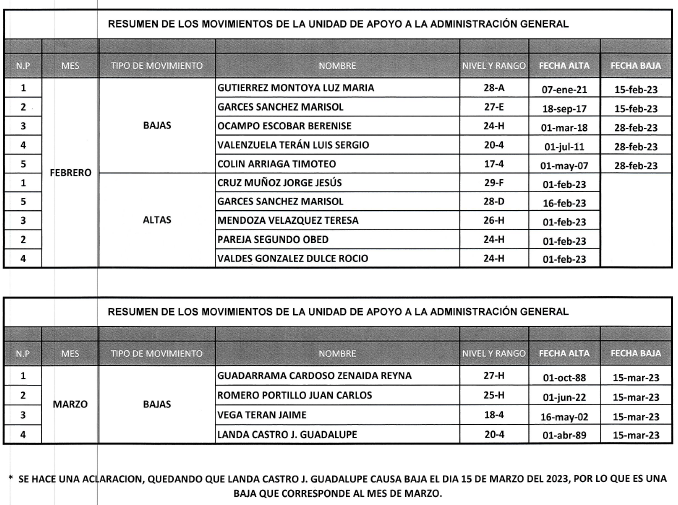 RESUMEN DE LOS MOVIMIENTOS DE LA UNIDAD DE APOYO A LA ADMINISTRACIÓN GENERAL
N.P MES TIPO DE MOVIMIENTO NOMBRE NIVEL Y RANGO FECHA ALTA FECHA BAJA
1 GUTIERREZ MONTOYA LUZ MARIA 28-A 07-ene-21 15-feb-23
2 GARCES SANCHEZ MARISOL 27-E 18-sep-17 15-feb-23
3 BAJAS OCAMPO ESCOBAR BERENISE 24-H 01-mar-18 28-feb-23
4 VALENZUELA TERÁN LUIS SERGIO 20-4 01-jul-11 28-feb-23
5 FEBRERO COLIN ARRIAGA TIMOTEO 17-4 01-may-07 28-feb-23
1 CRUZ MUÑOZ JORGE JESÚS 29-F 01-feb-23
5 GARCES SANCHEZ MARISOL 28-D 16-feb-23
3 ALTAS MENDOZA VELAZQUEZ TERESA 26-H 01-feb-23
2 PAREJA SEGUNDO OBED 24-H 01-feb-23
4 VALDES GONZALEZ DULCE ROCIO 24-H 01-feb-23
RESUMEN DE LOS MOVIMIENTOS DE LA UNIDAD DE APOYO A LA ADMINISTRACIÓN GENERAL
N.P MES TIPO DE MOVIMIENTO NOMBRE NIVEL Y RANGO FECHA ALTA FECHA BAJA
1 GUADARRAMA CARDOSO ZENAIDA REYNA 27-H 01-oct-88 15-mar-23
2 MARZO BAJAS ROMERO PORTILLO JUAN CARLOS 25-H 01-jun-22 15-mar-23
3 VEGA TERAN JAIME 18-4 16-may-02 15-mar-23
4 LANDA CASTRO J. GUADALUPE 20-4 01-abr-89 15-mar-23
* SE HACE UNA ACLARACION, QUEDANDO QUE LANDA CASTRO J. GUADALUPE CAUSA BAJA EL DIA 15 DE MARZO DEL 2023, POR LO QUE ES UNA
BAJA QUE CORRESPONDE AL MES DE MARZO.